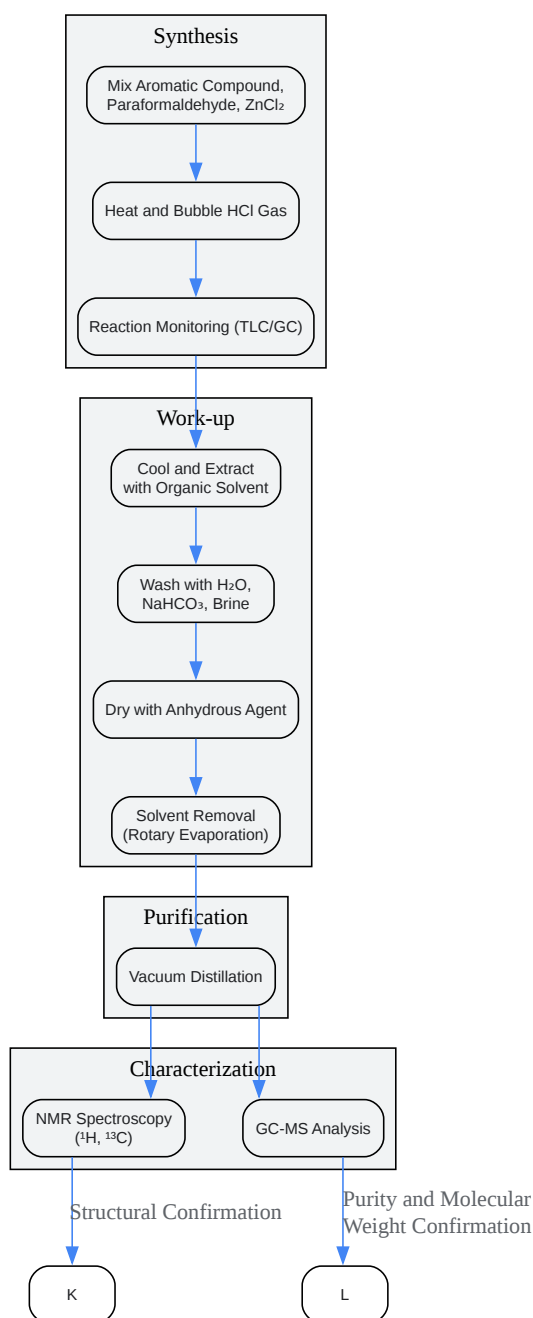 Synthesis
Mix Aromatic Compound,
Paraformaldehyde, ZnCl₂
Heat and Bubble HCl Gas
Reaction Monitoring (TLC/GC)
Work-up
Cool and Extract
with Organic Solvent
Wash with H₂O,
NaHCO₃, Brine
Dry with Anhydrous Agent
Solvent Removal
(Rotary Evaporation)
Purification
Vacuum Distillation
Characterization
NMR Spectroscopy
(¹H, ¹³C)
GC-MS Analysis
Structural Confirmation
Purity and Molecular
Weight Confirmation
K
L